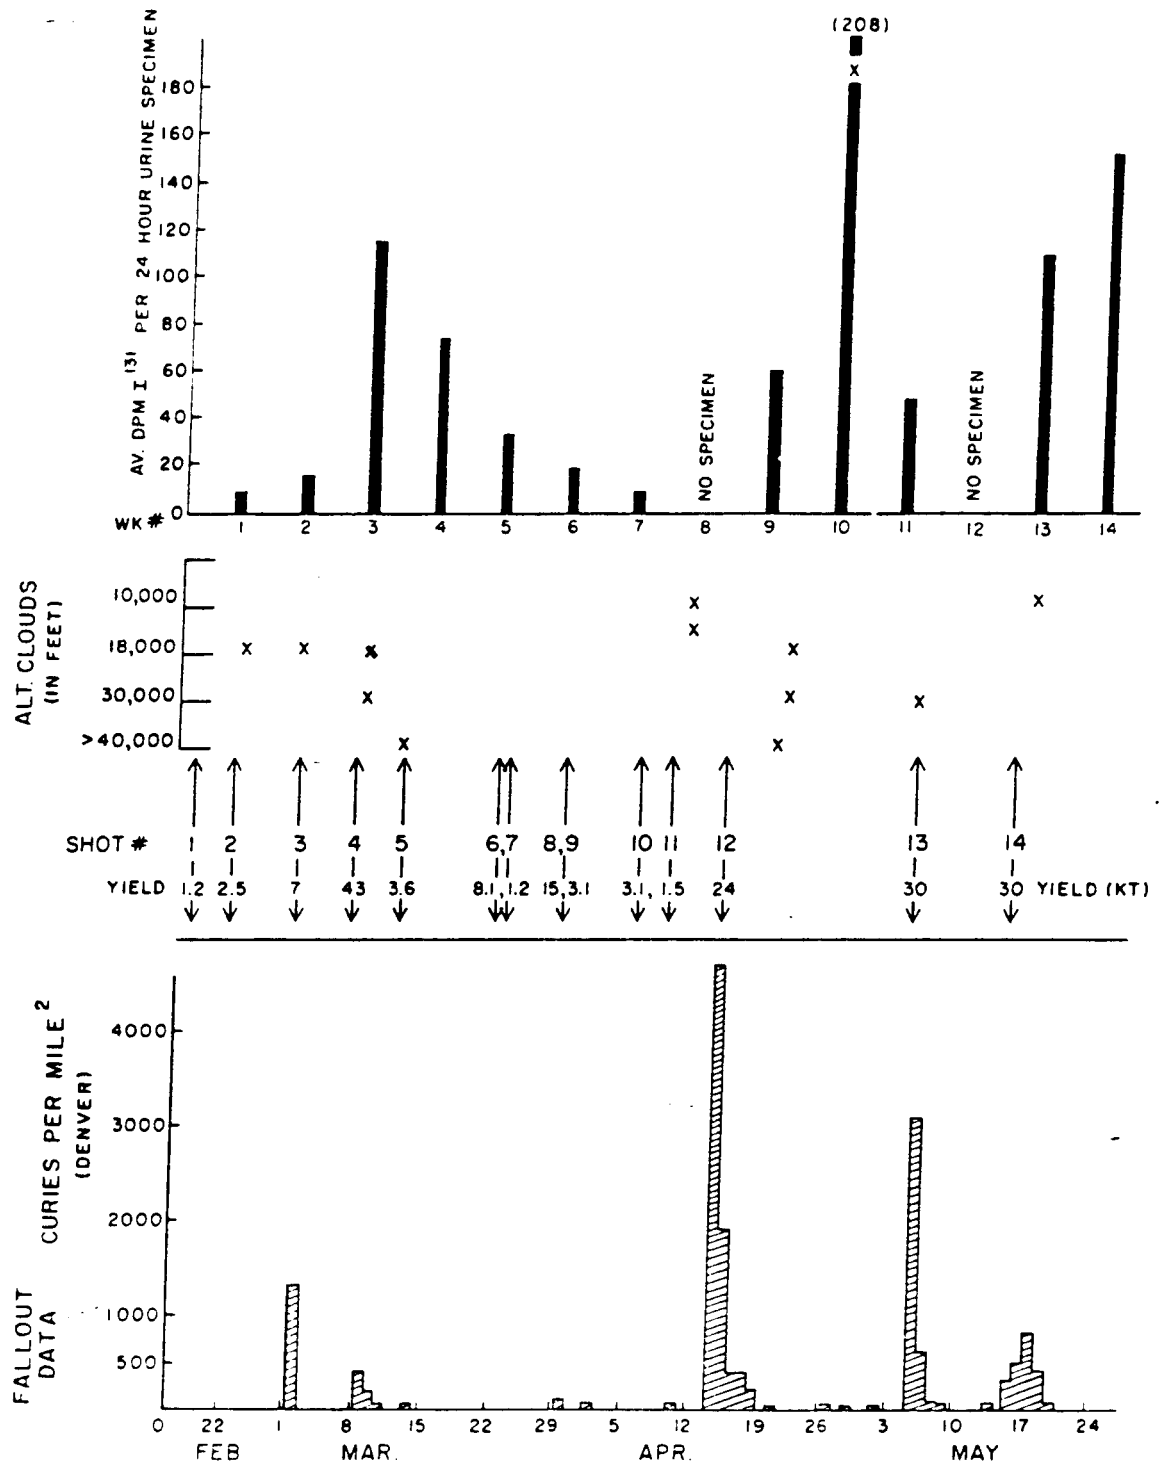 (208)
AV. DPM I 131 PER 24 HOUR URINE SPECIMEN
180
160
140
120
100
80
60
40
20
0
NO SPECIMEN
NO SPECIMEN
WK # 1 2 3 4 5 6 7 8 9 10 11 12 13 14
ALT. CLOUDS
(IN FEET)
10,000
18,000
30,000
>40,000
SHOT # 1 2 3 4 5 6,7 8,9 10 11 12 13 14
YIELD 1.2 2.5 7 43 3.6 8.1, 1.2 15, 3.1 3.1, 1.5 24 30 30 YIELD (KT)
FALLOUT
DATA
CURIES PER MILE 2
(DENVER)
4000
3000
2000
1000
500
0 22 1 8 15 22 29 5 12 19 26 3 10 17 24
FEB MAR. APR. MAY